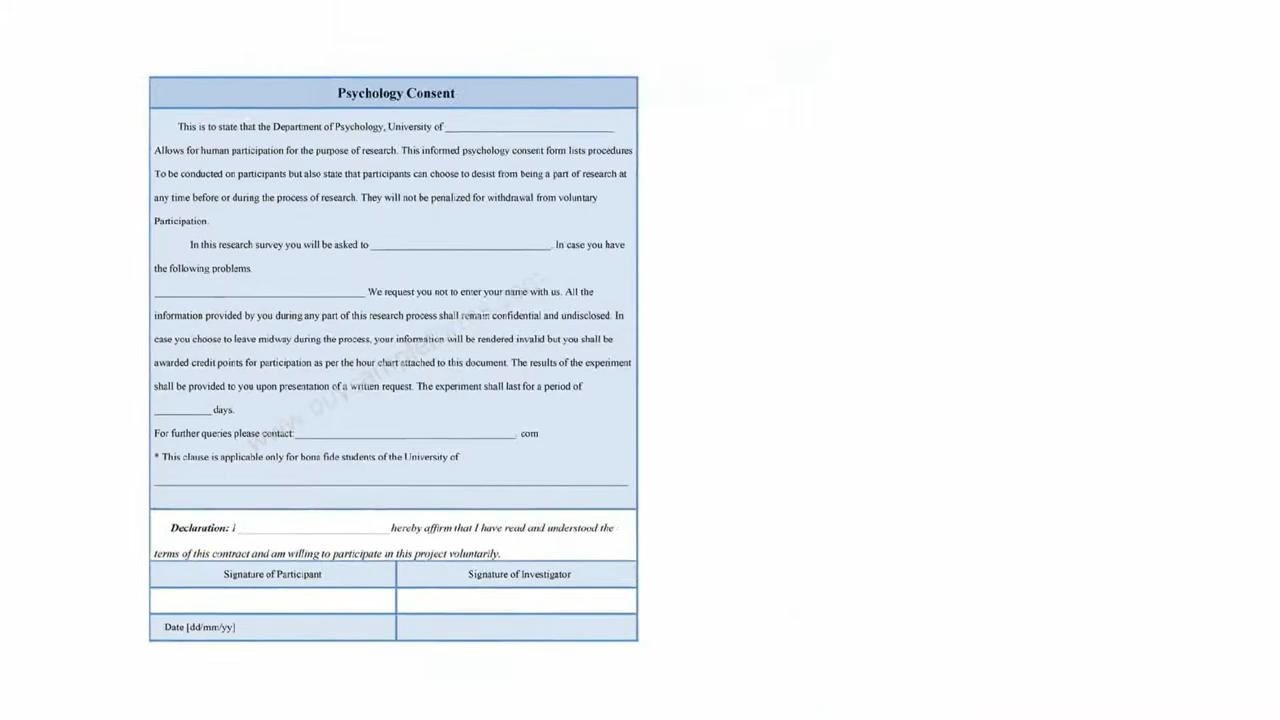 Psychology Consent
This is to state that the Department of Psychology, University of
Allows for human participation for the purpose of research. This informed psychology consent form lists procedures
To be conducted on participants but also state that participants can choose to desist from being a part of research at
any time before or during the process of research. They will not be penalized for withdrawal from voluntary
Participation.
In this research survey you will be asked to ____________________. In case you have
the following problems.
____________________ We request you not to enter your name with us. All the
information provided by you during any part of this research process shall remain confidential and undisclosed. In
case you choose to leave midway during the process, your information will be rendered invalid but you shall be
awarded credit points for participation as per the hour chart attached to this document. The results of the experiment
shall be provided to you upon presentation of a written request. The experiment shall last for a period of
__________ days.
For further queries please contact:____________________. com
* This clause is applicable only for bona fide students of the University of
Declaration: I ____________________ hereby affirm that I have read and understood the
terms of this contract and am willing to participate in this project voluntarily.
Signature of Participant Signature of Investigator
Date [dd/mm/yy]